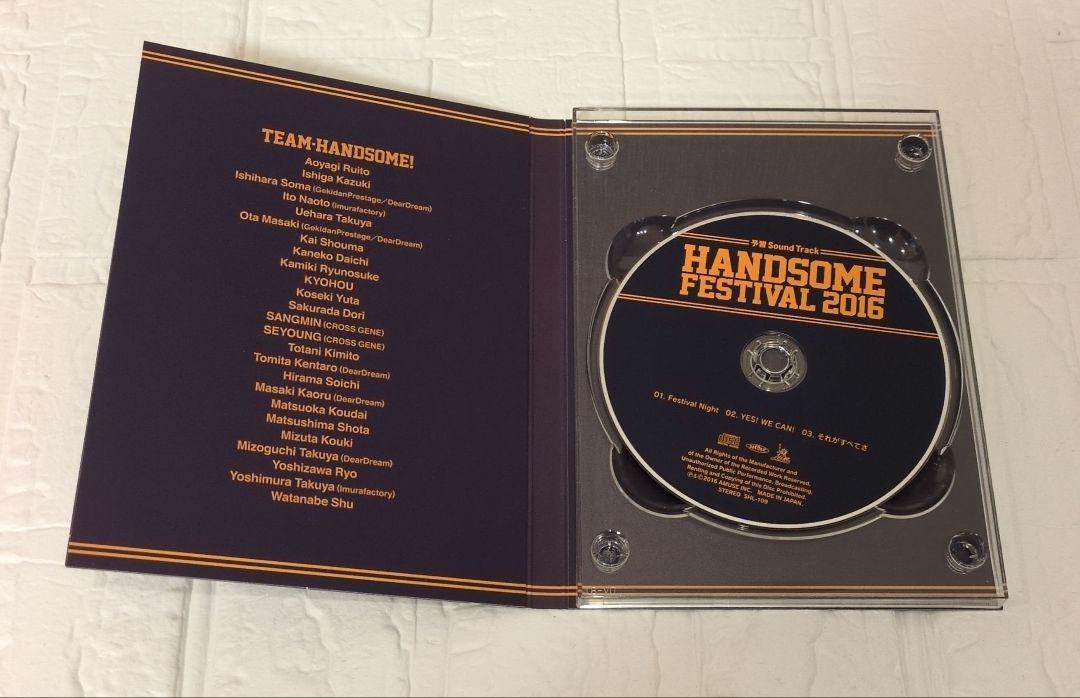 TEAM-HANDSOME!
Aoyagi Ruito
Ishiga Kazuki
Ishihara Soma (GekidanPrestage／DearDream)
Ito Naoto (Imurafactory)
Uehara Takuya
Ota Masaki (GekidanPrestage／DearDream)
Kai Shouma
Kaneko Daichi
Kamiki Ryunosuke
KYOHOU
Koseki Yuta
Sakurada Dori
SANGMIN (CROSS GENE)
SEYOUNG (CROSS GENE)
Totani Kimito
Tomita Kentaro (DearDream)
Hirama Soichi
Masaki Kaoru (DearDream)
Matsuoka Koudai
Matsushima Shota
Mizuta Kouki
Mizoguchi Takuya (DearDream)
Yoshizawa Ryo
Yoshimura Takuya (Imurafactory)
Watanabe Shu
予習 Sound Track
HANDSOME
FESTIVAL 2016
01. Festival Night 02. YES! WE CAN! 03. それがすべてさ
All Rights of the Manufacturer and
of the Owner of the Recorded Work Reserved.
Unauthorized Public Performance, Broadcasting,
Renting and Copying of this Disc Prohibited.
℗&©2016 AMUSE INC. MADE IN JAPAN.
STEREO SHL-109